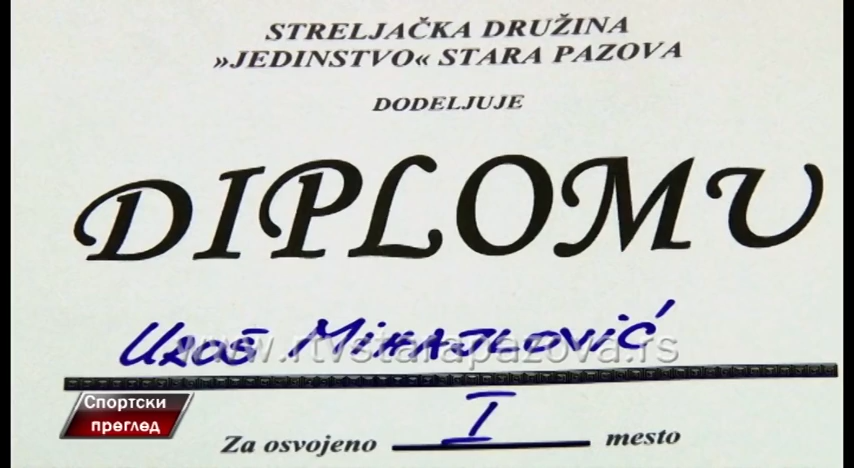 STRELJAČKA DRUŽINA
»JEDINSTVO« STARA PAZOVA
DODELJUJE
DIPLOMU
UROŠ MIHAJLOVIĆ
www.rtvstarapazova.rs
Спортски
преглед
Za osvojeno I mesto